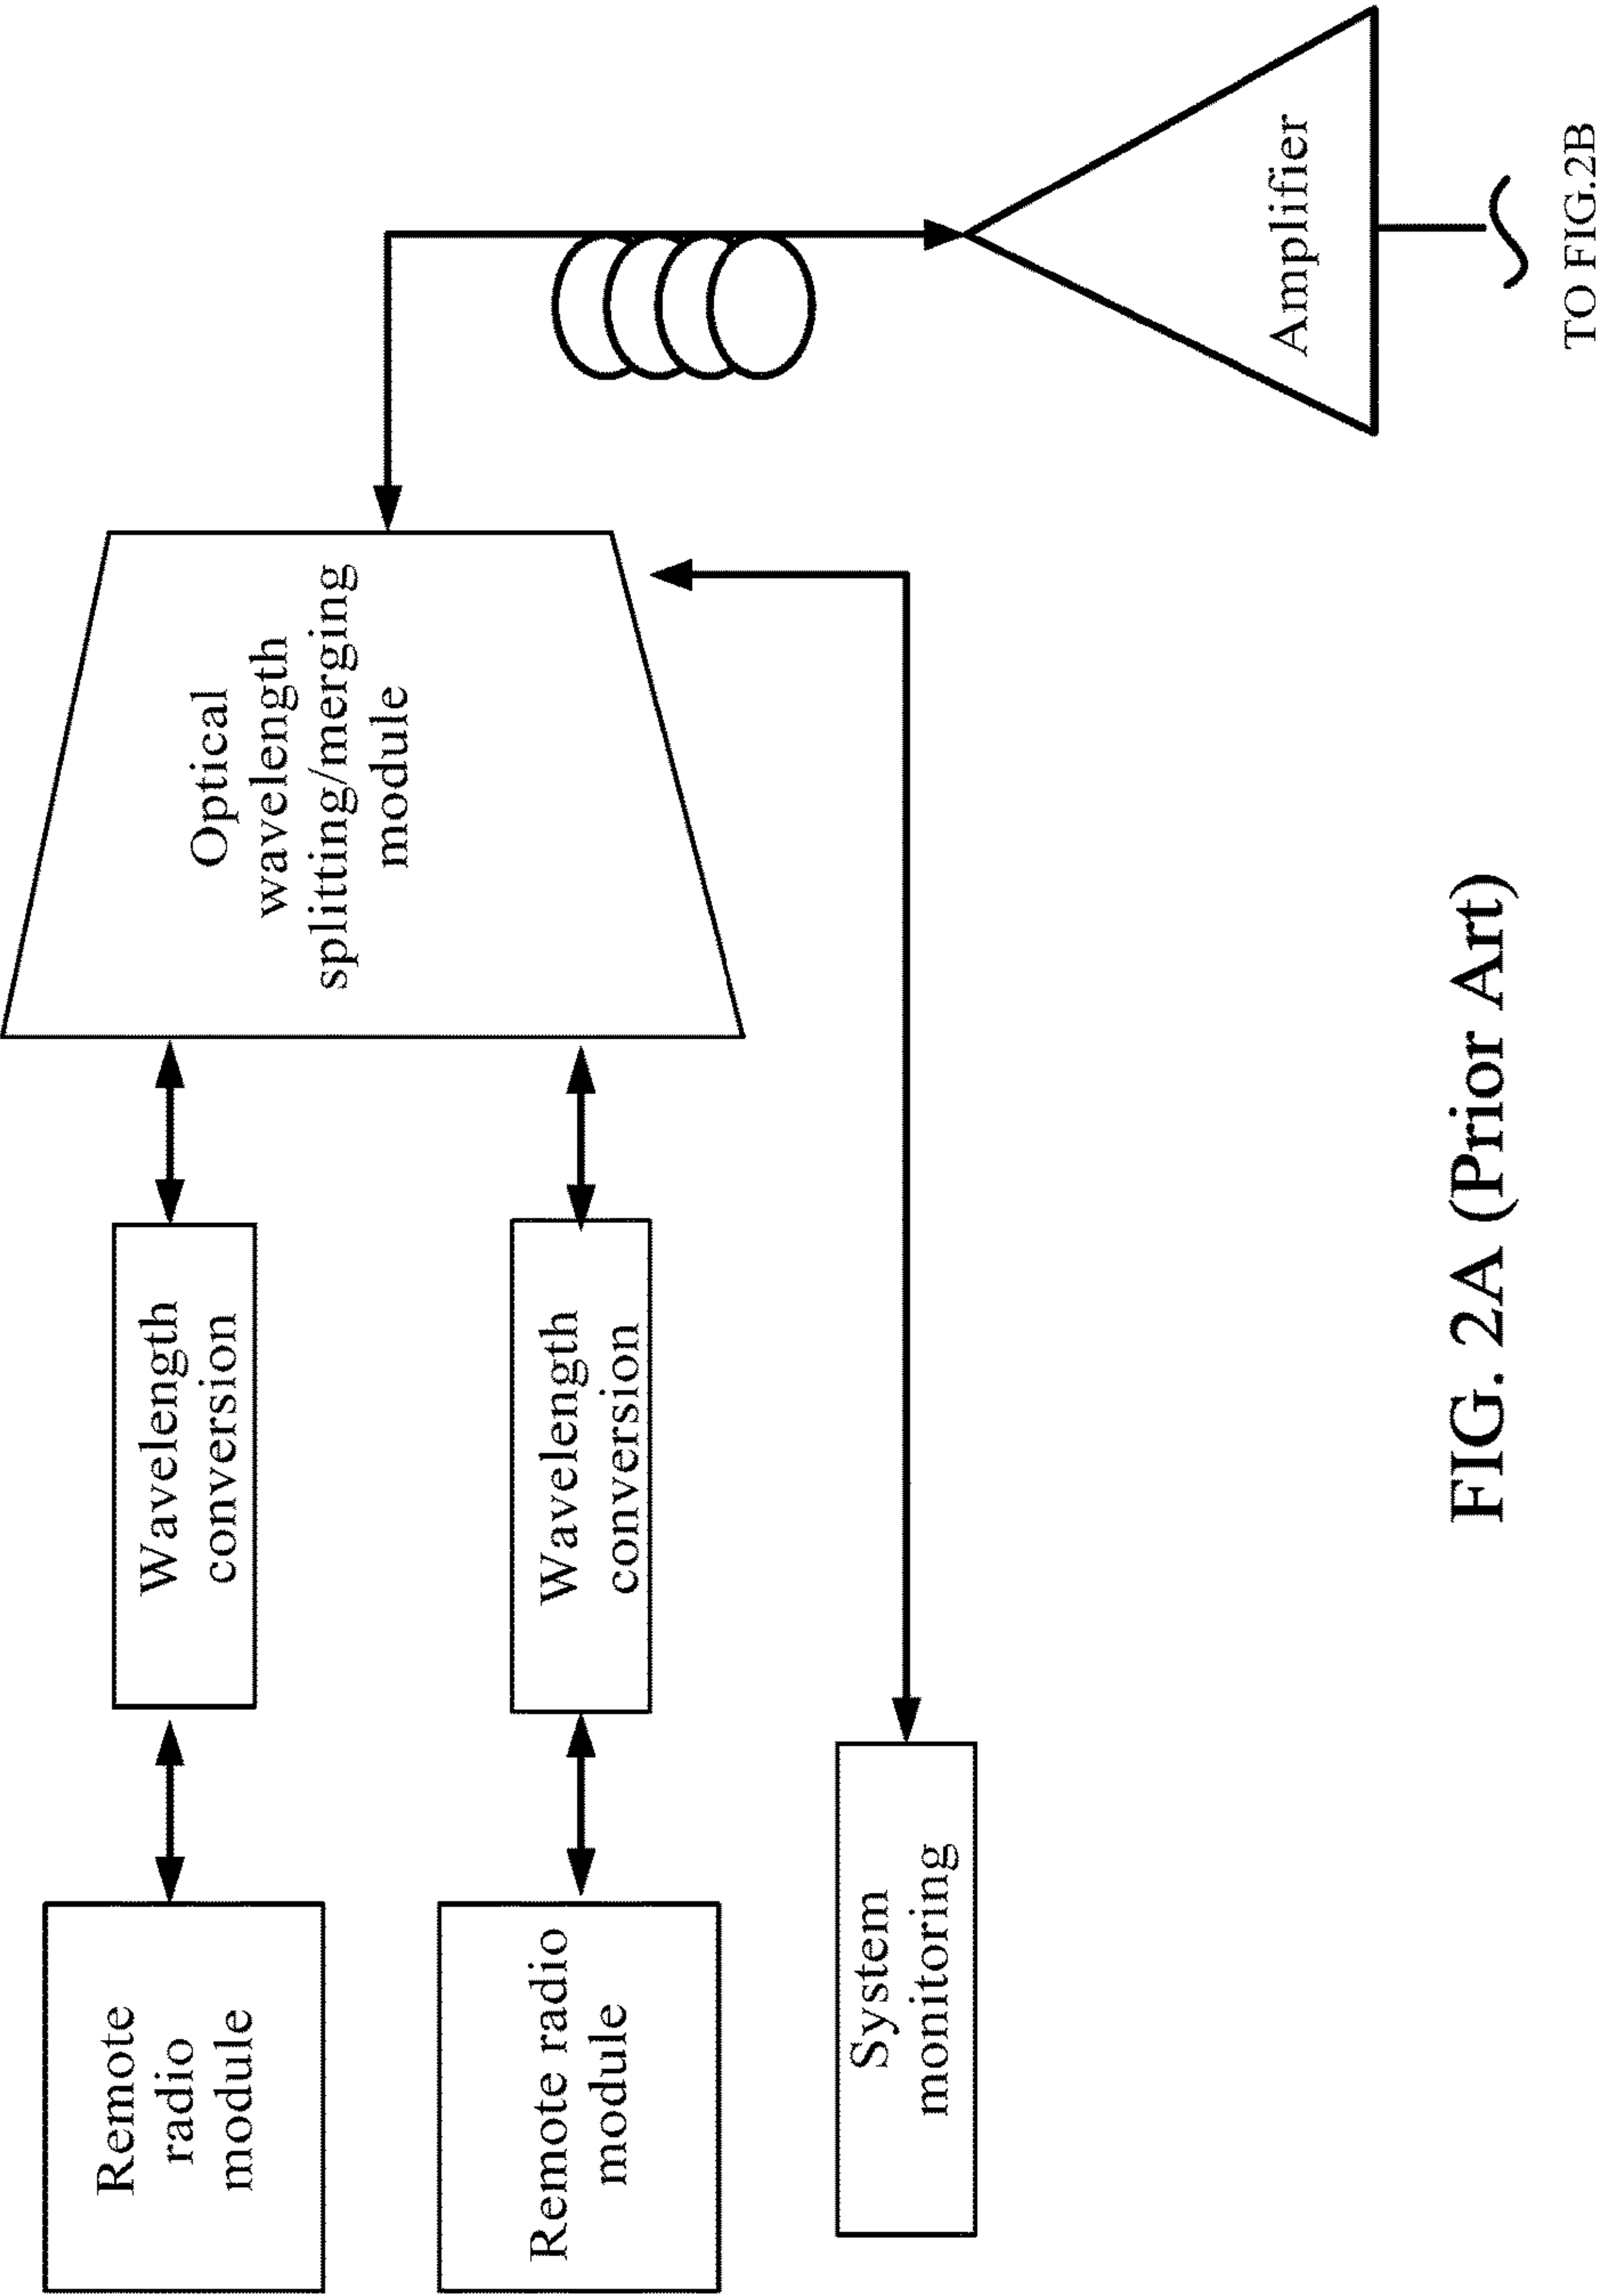 Remote
radio
module
Wavelength
conversion
Optical
wavelength
splitting/merging
module
Remote radio
module
Wavelength
conversion
System
monitoring
Amplifier
TO FIG.2B
FIG. 2A (Prior Art)